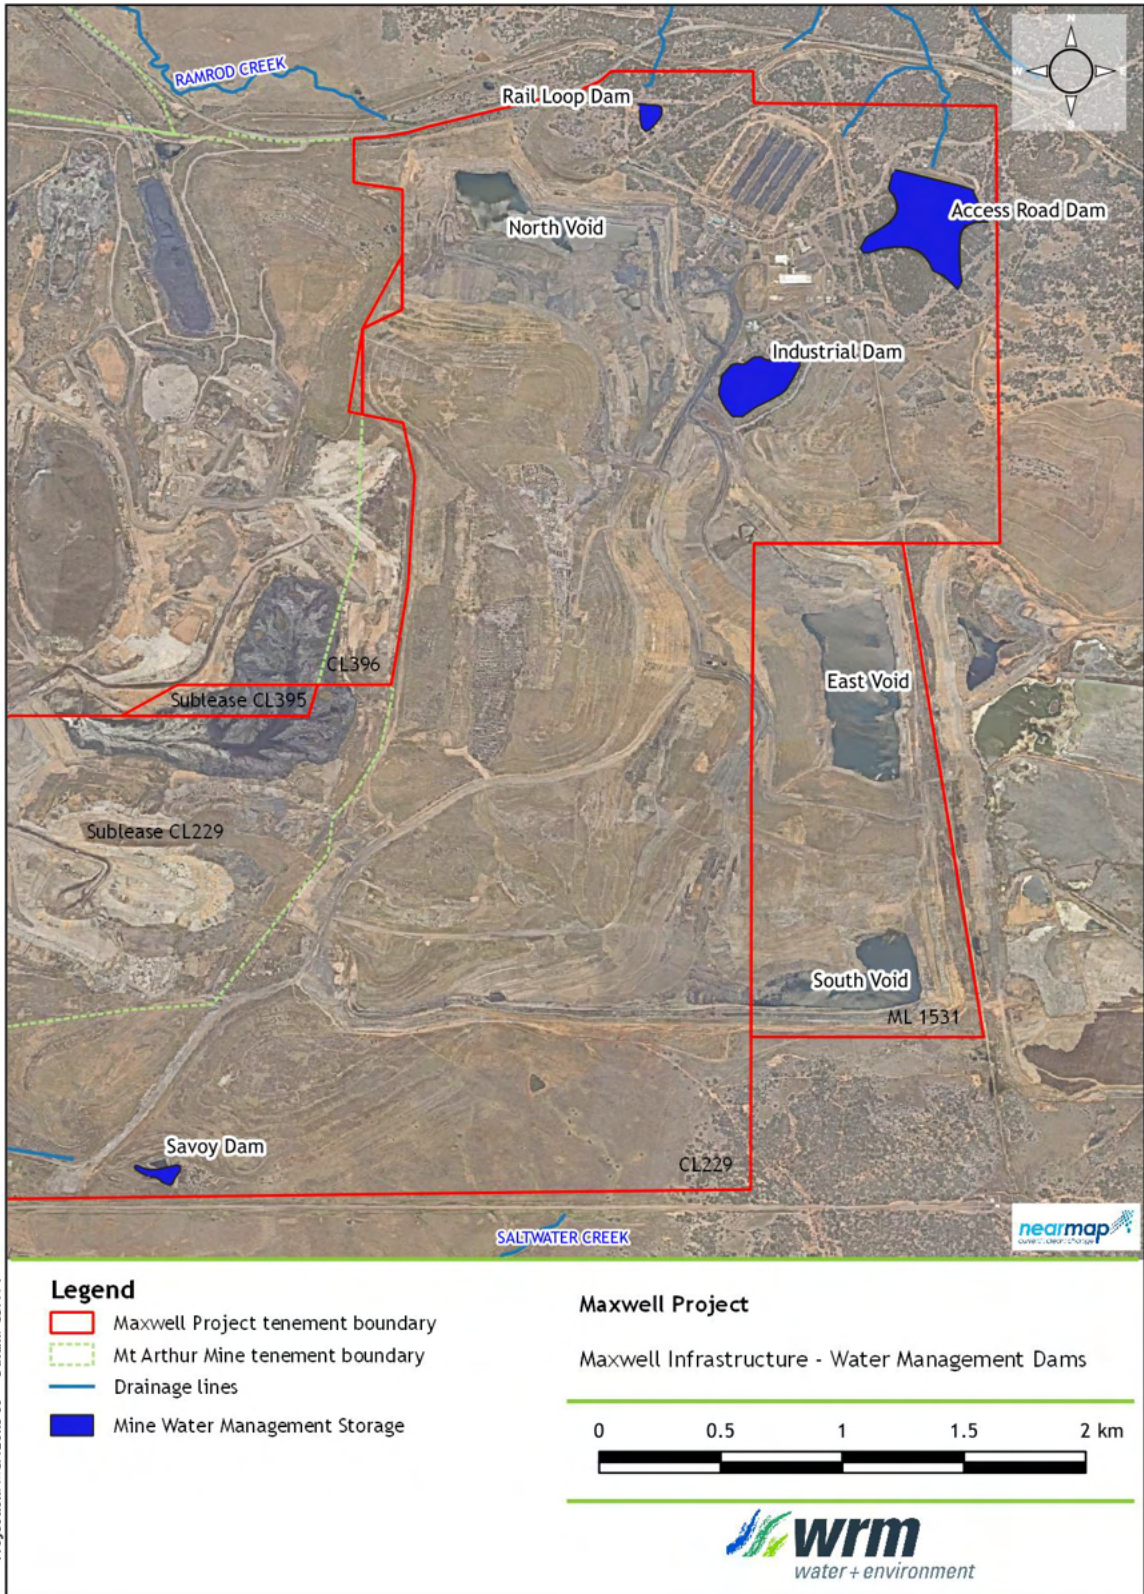 N
W
E
S
RAMROD CREEK
Rail Loop Dam
North Void
Access Road Dam
Industrial Dam
CL396
Sublease CL395
East Void
Sublease CL229
South Void
ML 1531
Savoy Dam
CL229
SALTWATER CREEK
nearmap
Legend
Maxwell Project tenement boundary
Mt Arthur Mine tenement boundary
Drainage lines
Mine Water Management Storage
Maxwell Project
Maxwell Infrastructure - Water Management Dams
0 0.5 1 1.5 2 km
wrm
water + environment